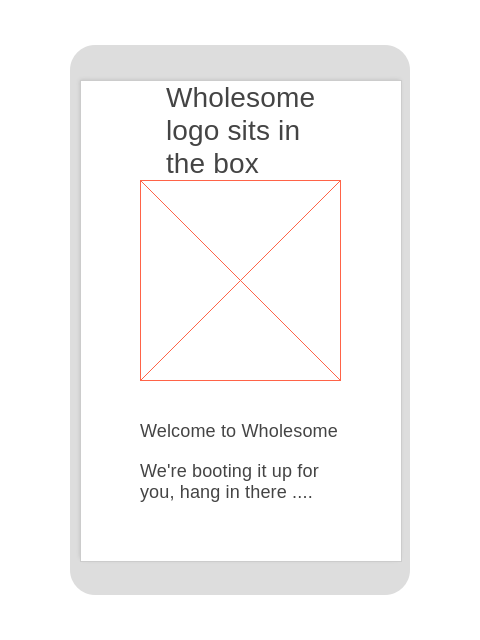 Wholesome
logo sits in
the box
Welcome to Wholesome
We're booting it up for
you, hang in there ....